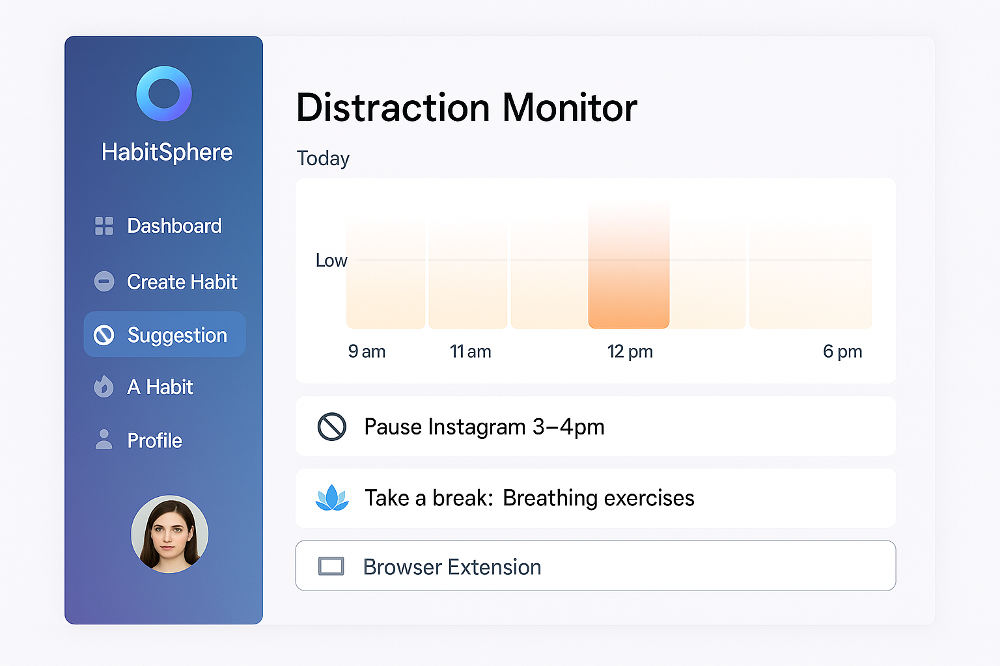 HabitSphere
Dashboard
Create Habit
Suggestion
A Habit
Profile
Distraction Monitor
Today
Low
9 am
11 am
12 pm
6 pm
Pause Instagram 3–4pm
Take a break: Breathing exercises
Browser Extension